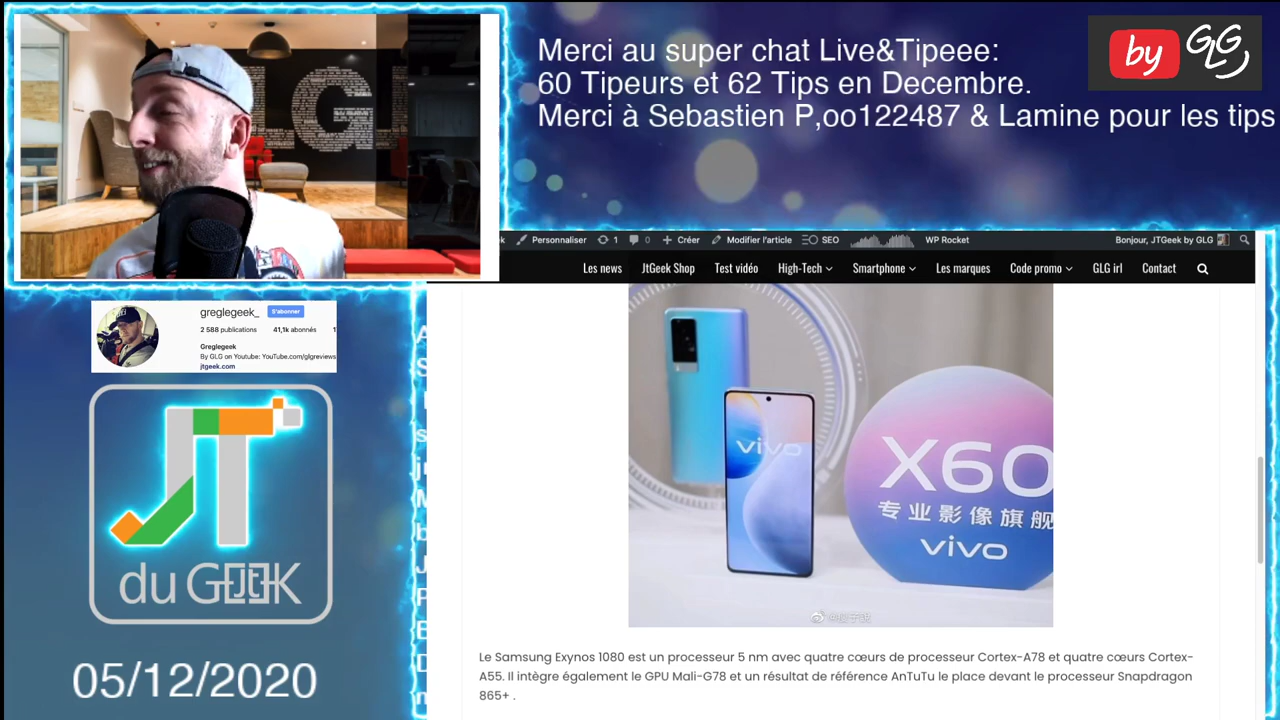 Merci au super chat Live&Tipeee:
60 Tipeurs et 62 Tips en Decembre.
Merci à Sebastien P,oo122487 & Lamine pour les tips
by GLG
Personnaliser 1 0 Créer Modifier l'article SEO WP Rocket Bonjour, JTGeek by GLG
Les news JtGeek Shop Test vidéo High-Tech Smartphone Les marques Code promo GLG irl Contact
greglegeek_ S'abonner
2 588 publications 41,1k abonnés 1
Greglegeek
By GLG on Youtube: YouTube.com/glgreviews
jtgeek.com
JT
du GEEK
05/12/2020
vivo
X60
专业影像旗舰
vivo
Le Samsung Exynos 1080 est un processeur 5 nm avec quatre cœurs de processeur Cortex-A78 et quatre cœurs Cortex-
A55. Il intègre également le GPU Mali-G78 et un résultat de référence AnTuTu le place devant le processeur Snapdragon
865+ .